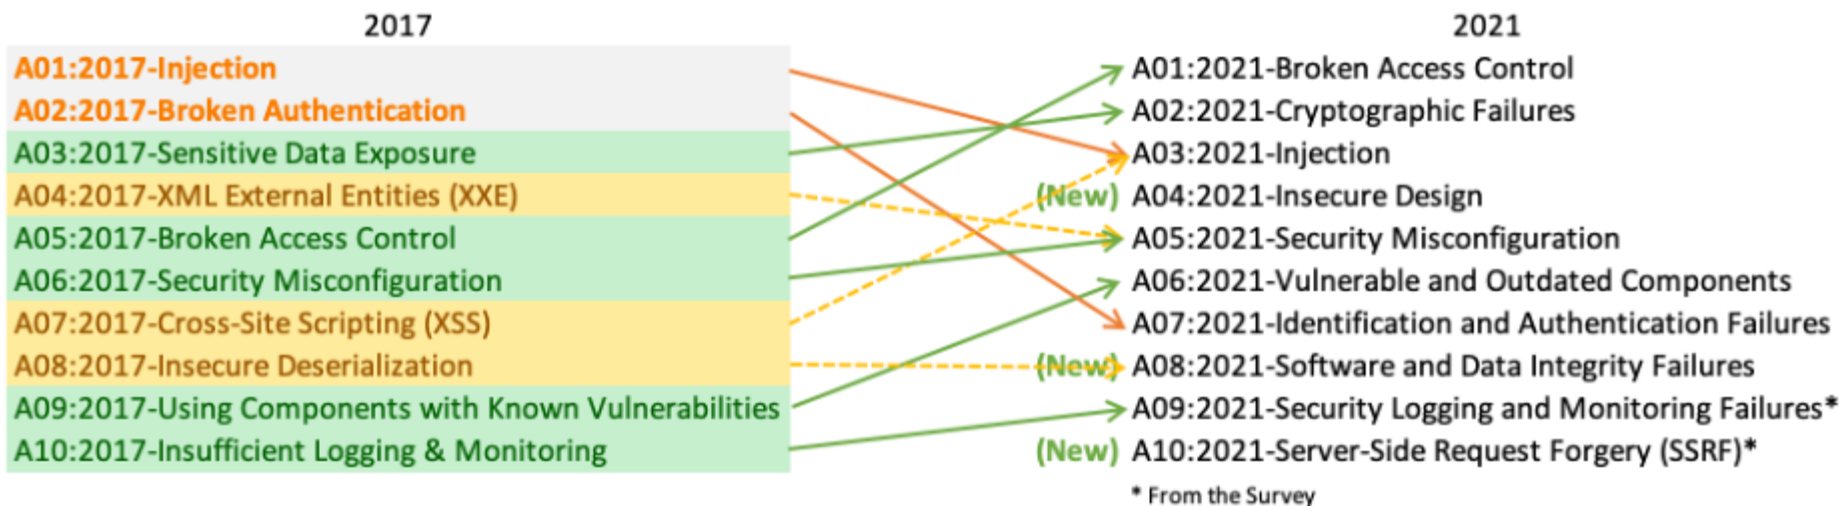 2017
A01:2017-Injection
A02:2017-Broken Authentication
A03:2017-Sensitive Data Exposure
A04:2017-XML External Entities (XXE)
A05:2017-Broken Access Control
A06:2017-Security Misconfiguration
A07:2017-Cross-Site Scripting (XSS)
A08:2017-Insecure Deserialization
A09:2017-Using Components with Known Vulnerabilities
A10:2017-Insufficient Logging & Monitoring
2021
A01:2021-Broken Access Control
A02:2021-Cryptographic Failures
A03:2021-Injection
(New) A04:2021-Insecure Design
A05:2021-Security Misconfiguration
A06:2021-Vulnerable and Outdated Components
A07:2021-Identification and Authentication Failures
(New) A08:2021-Software and Data Integrity Failures
A09:2021-Security Logging and Monitoring Failures*
(New) A10:2021-Server-Side Request Forgery (SSRF)*
* From the Survey